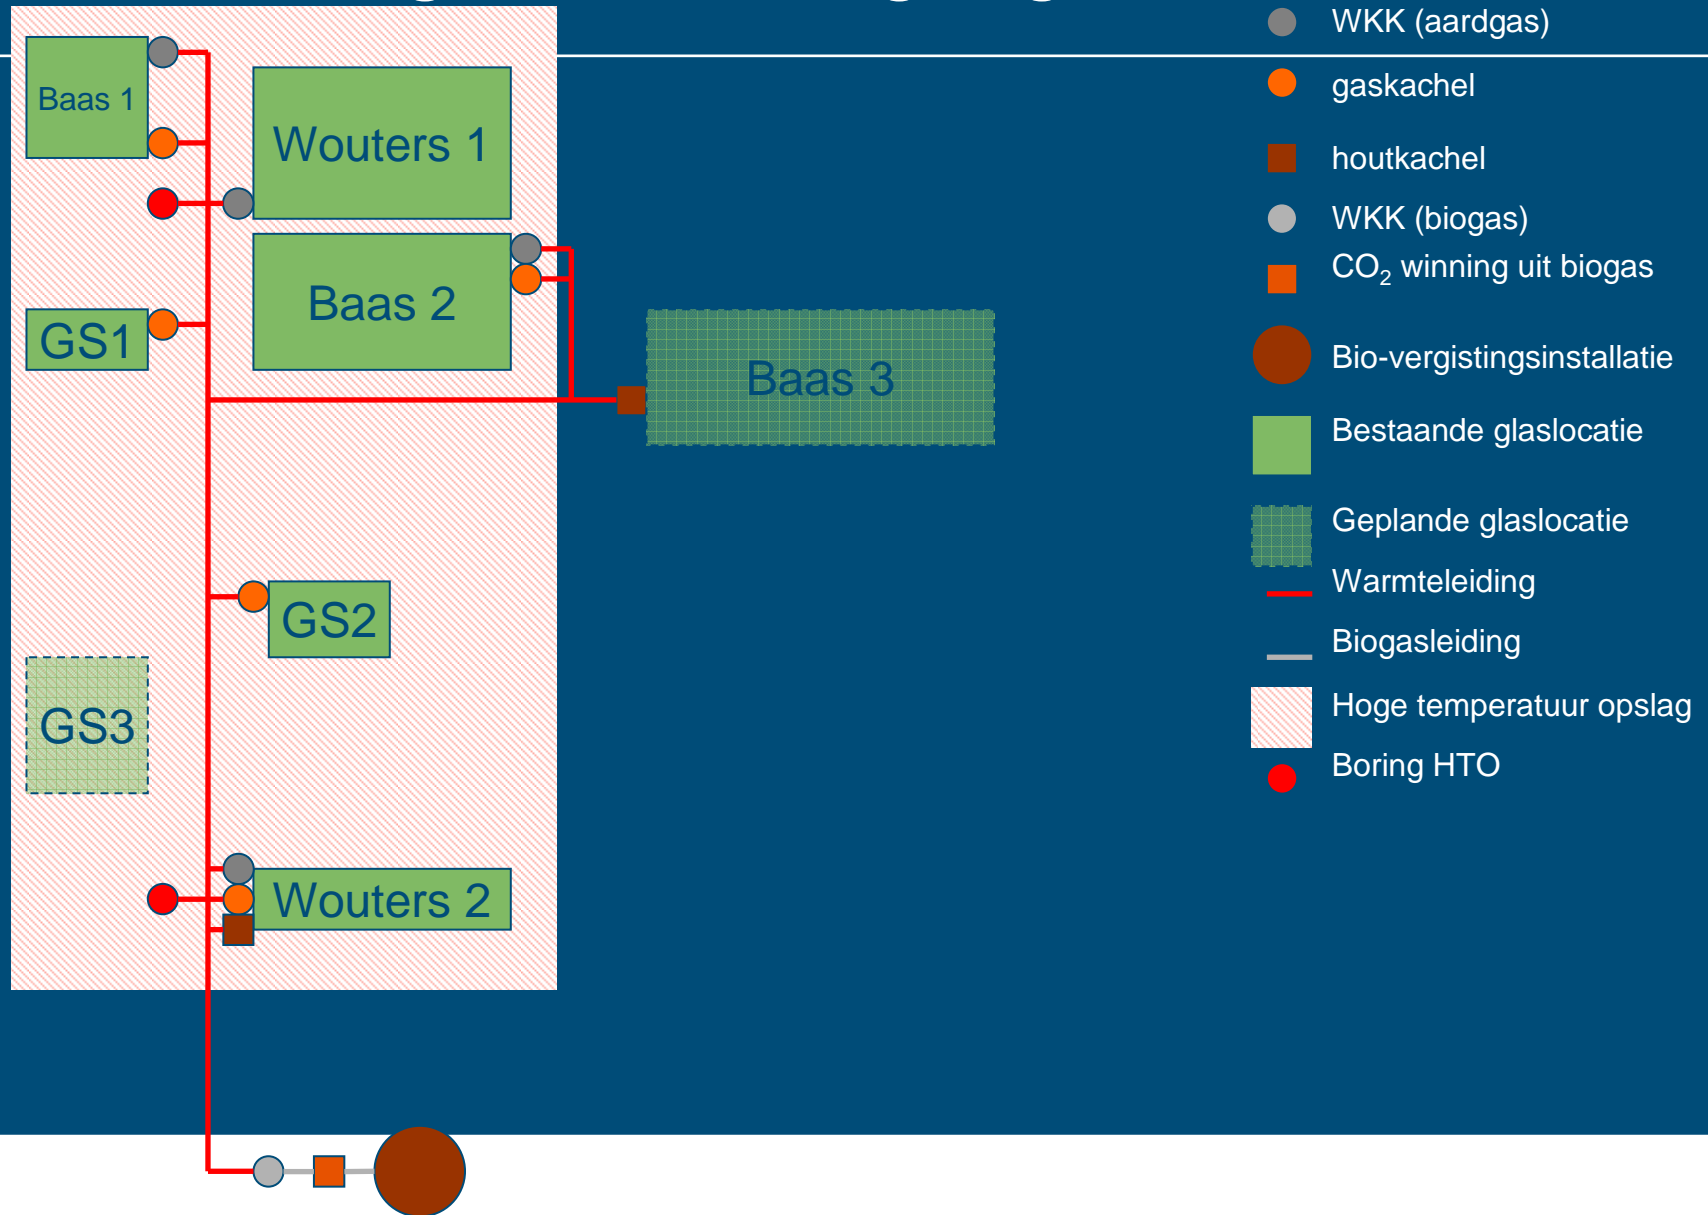 Baas 1
Wouters 1
Baas 2
GS1
Baas 3
GS2
GS3
Wouters 2
WKK (aardgas)
gaskachel
houtkachel
WKK (biogas)
CO₂ winning uit biogas
Bio-vergistingsinstallatie
Bestaande glaslocatie
Geplande glaslocatie
Warmteleiding
Biogasleiding
Hoge temperatuur opslag
Boring HTO